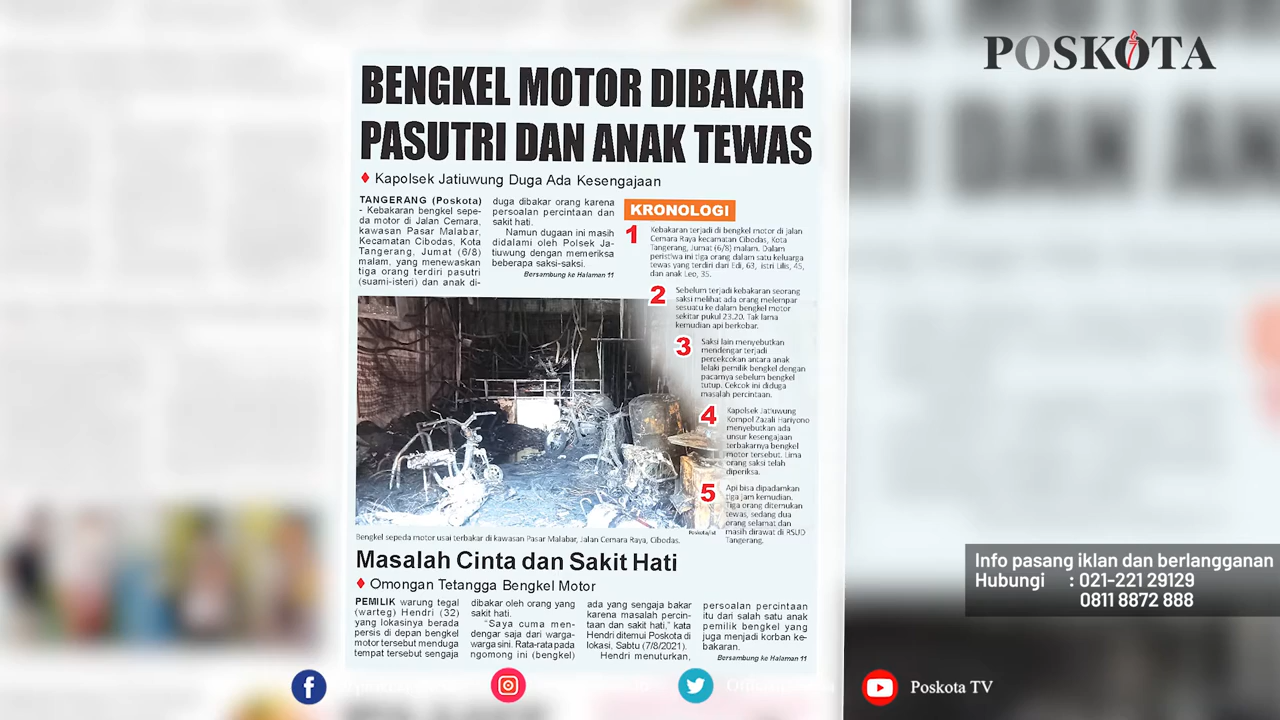 POSKOTA
BENGKEL MOTOR DIBAKAR
PASUTRI DAN ANAK TEWAS
Kapolsek Jatiuwung Duga Ada Kesengajaan
TANGERANG (Poskota)
- Kebakaran bengkel sepe-
da motor di Jalan Cemara,
kawasan Pasar Malabar,
Kecamatan Cibodas, Kota
Tangerang, Jumat (6/8)
malam, yang menewaskan
tiga orang terdiri pasutri
(suami-isteri) dan anak di-
duga dibakar orang karena
persoalan percintaan dan
sakit hati.
Namun dugaan ini masih
didalami oleh Polsek Ja-
tiuwung dengan memeriksa
beberapa saksi-saksi.
Bersambung ke Halaman 11
KRONOLOGI
1
Kebakaran terjadi di bengkel motor di jalan
Cemara Raya kecamatan Cibodas, Kota
Tangerang, Jumat (6/8) malam. Dalam
peristiwa ini tiga orang dalam satu keluarga
tewas yang terdiri dari Edi, 63, istri Lilis, 45,
dan anak Leo, 35.
2
Sebelum terjadi kebakaran seorang
saksi melihat ada orang melempar
sesuatu ke dalam bengkel motor
sekitar pukul 23.20. Tak lama
kemudian api berkobar.
3
Saksi lain menyebutkan
mendengar terjadi
percekcokan antara anak
lelaki pemilik bengkel dengan
pacarnya sebelum bengkel
tutup. Cekcok ini diduga
masalah percintaan.
4
Kapolsek Jatiuwung
Kompol Zazali Hariyono
menyebutkan ada
unsur kesengajaan
terbakarnya bengkel
motor tersebut. Lima
orang saksi telah
diperiksa.
5
Api bisa dipadamkan
tiga jam kemudian.
Tiga orang ditemukan
tewas, sedang dua
orang selamat dan
masih dirawat di RSUD
Tangerang.
Poskota/ist
Bengkel sepeda motor usai terbakar di kawasan Pasar Malabar, Jalan Cemara Raya, Cibodas.
Masalah Cinta dan Sakit Hati
Omongan Tetangga Bengkel Motor
PEMILIK warung tegal
(warteg) Hendri (32)
yang lokasinya berada
persis di depan bengkel
motor tersebut menduga
tempat tersebut sengaja
dibakar oleh orang yang
sakit hati.
"Saya cuma men-
dengar saja dari warga-
warga sini. Rata-rata pada
ngomong ini (bengkel)
ada yang sengaja bakar
karena masalah percin-
taan dan sakit hati," kata
Hendri ditemui Poskota di
lokasi, Sabtu (7/8/2021).
Hendri menuturkan,
persoalan percintaan
itu dari salah satu anak
pemilik bengkel yang
juga menjadi korban ke-
bakaran.
Bersambung ke Halaman 11
Info pasang iklan dan berlangganan
Hubungi : 021-221 29129
0811 8872 888
Poskota TV